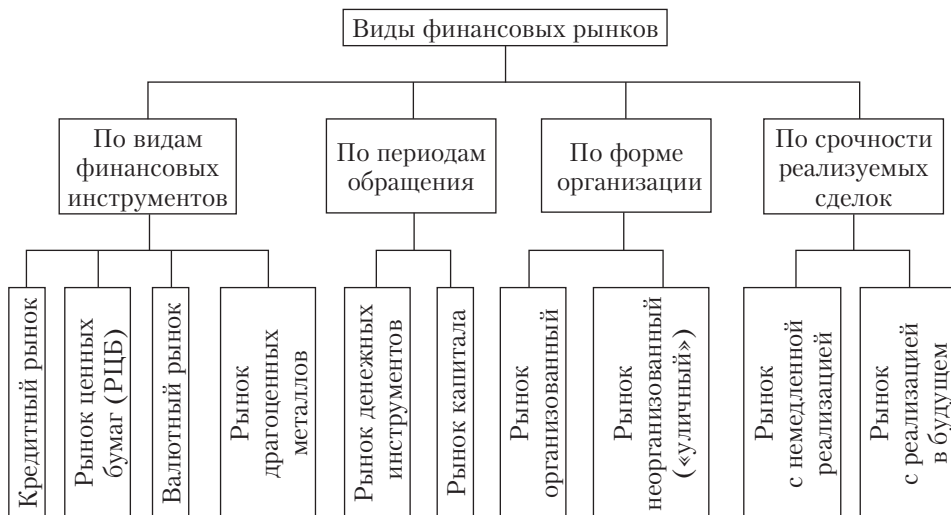 Виды финансовых рынков
По видам
финансовых
инструментов
По периодам
обращения
По форме
организации
По срочности
реализуемых
сделок
Кредитный рынок
Рынок ценных
бумаг (РЦБ)
Валютный рынок
Рынок
драгоценных
металлов
Рынок денежных
инструментов
Рынок капитала
Рынок
организованный
Рынок
неорганизованный
(«уличный»)
Рынок
с немедленной
реализацией
Рынок
с реализацией
в будущем